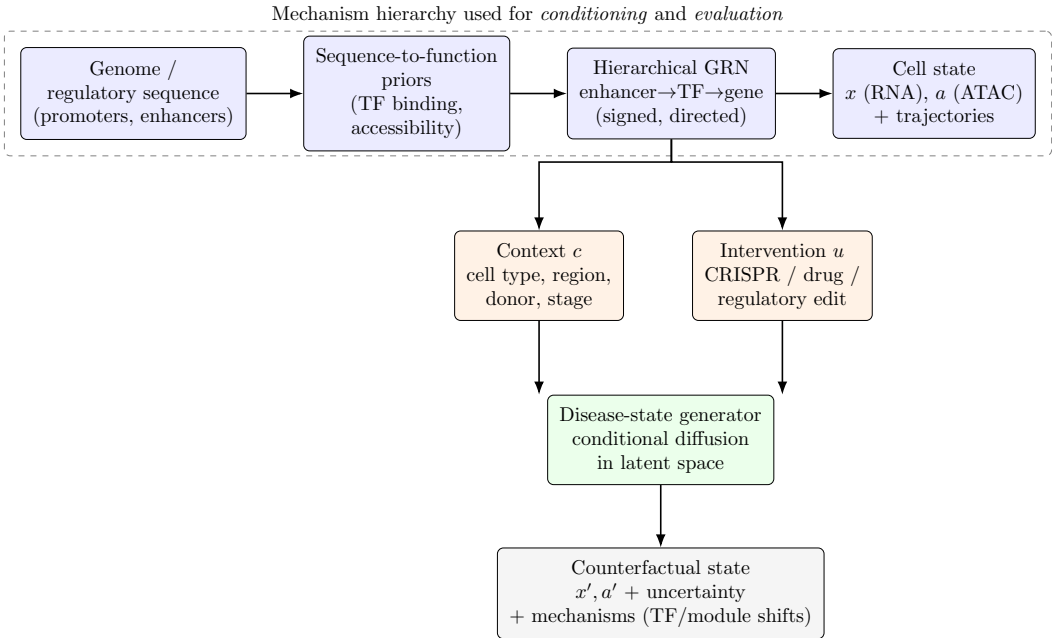 Mechanism hierarchy used for conditioning and evaluation
Genome /
regulatory sequence
(promoters, enhancers)
Sequence-to-function
priors
(TF binding,
accessibility)
Hierarchical GRN
enhancer→TF→gene
(signed, directed)
Cell state
x (RNA), a (ATAC)
+ trajectories
Context c
cell type, region,
donor, stage
Intervention u
CRISPR / drug /
regulatory edit
Disease-state generator
conditional diffusion
in latent space
Counterfactual state
x′, a′ + uncertainty
+ mechanisms (TF/module shifts)